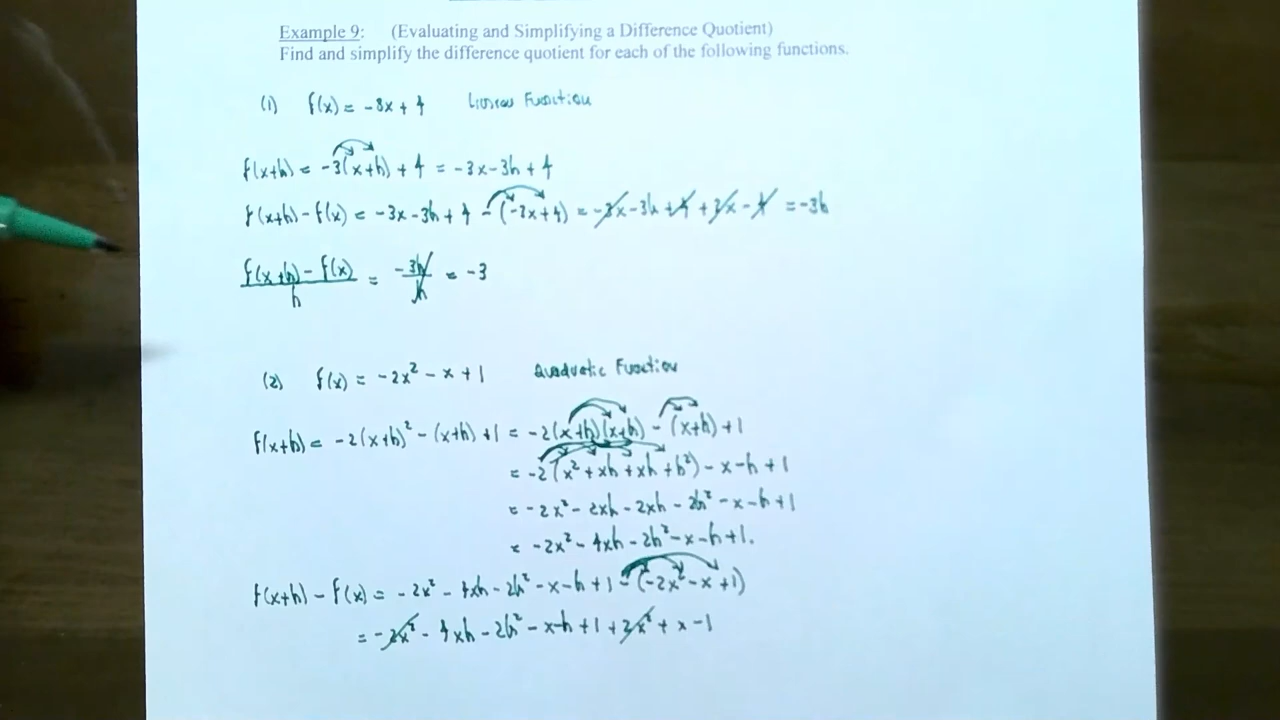 Example 9: (Evaluating and Simplifying a Difference Quotient)
Find and simplify the difference quotient for each of the following functions.
(1) f(x) = -3x + 4 Linear Function
f(x+h) = -3(x+h) + 4 = -3x - 3h + 4
f(x+h) - f(x) = -3x - 3h + 4 - (-3x + 4) = -3x - 3h + 4 + 3x - 4 = -3h
f(x+h) - f(x) / h = -3h / h = -3
(2) f(x) = -2x² - x + 1 Quadratic Function
f(x+h) = -2(x+h)² - (x+h) + 1 = -2(x+h)(x+h) - (x+h) + 1
= -2(x² + xh + xh + h²) - x - h + 1
= -2x² - 2xh - 2xh - 2h² - x - h + 1
= -2x² - 4xh - 2h² - x - h + 1.
f(x+h) - f(x) = -2x² - 4xh - 2h² - x - h + 1 - (-2x² - x + 1)
= -2x² - 4xh - 2h² - x - h + 1 + 2x² + x - 1